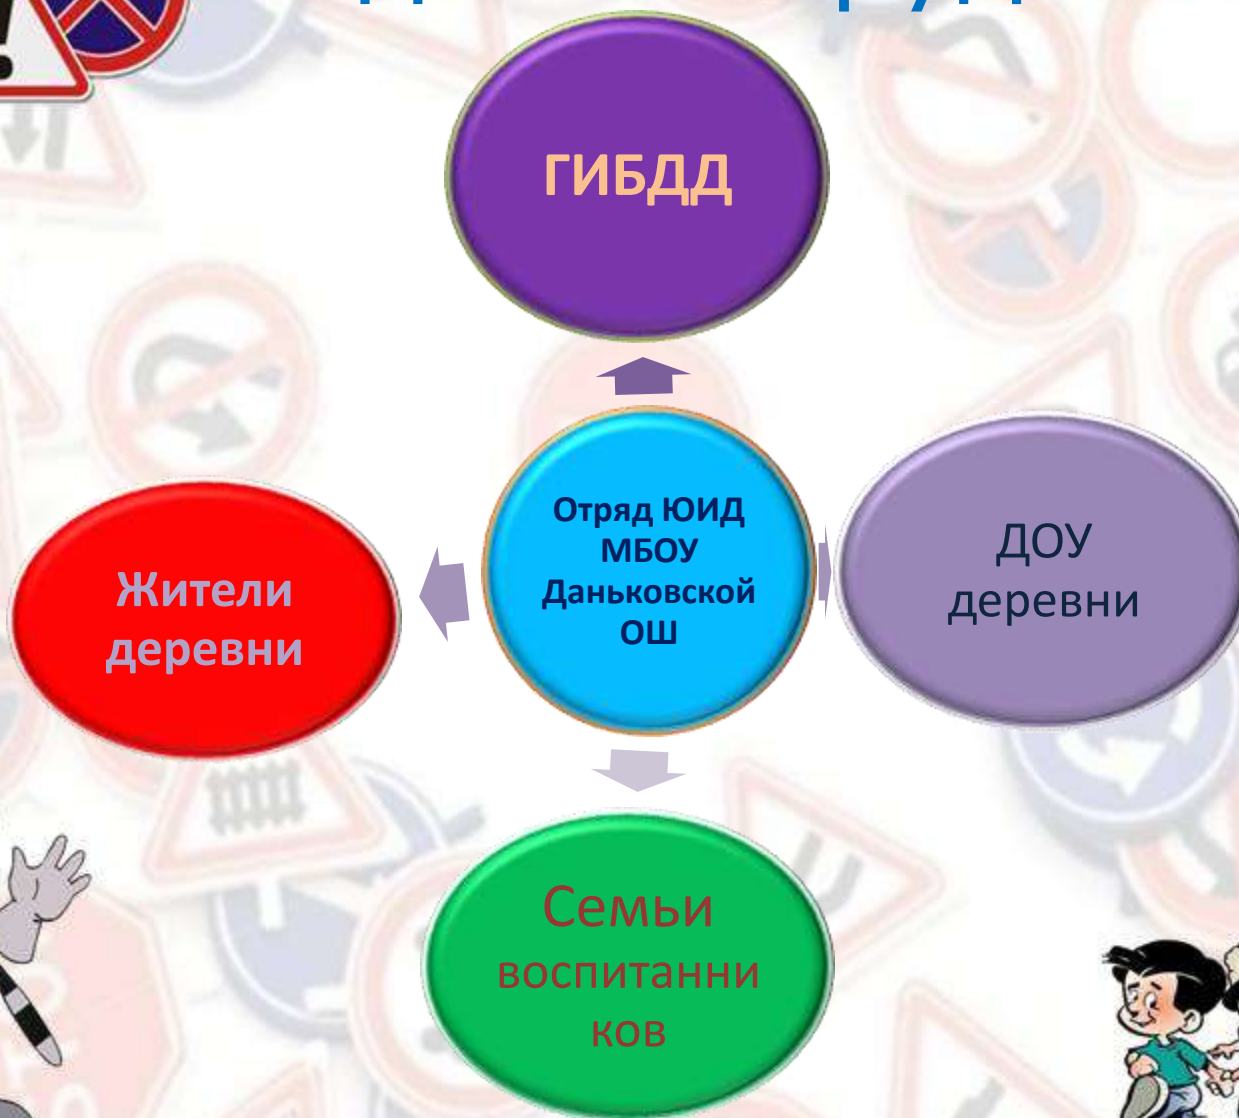 ГИБДД
Отряд ЮИД
МБОУ
Даньковской
ОШ
Жители
деревни
ДОУ
деревни
Семьи
воспитанни
ков